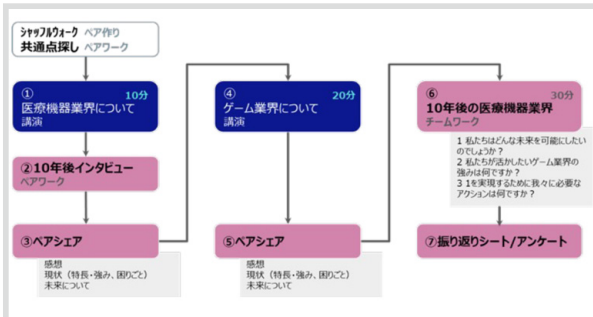 シャッフルウォーク ペア作り
共通点探し ペアワーク
① 10分
医療機器業界について
講演
②10年後インタビュー
ペアワーク
③ペアシェア
感想
現状（特長・強み、困りごと）
未来について
④ 20分
ゲーム業界について
講演
⑤ペアシェア
感想
現状（特長・強み、困りごと）
未来について
⑥ 30分
10年後の医療機器業界
チームワーク
1 私たちはどんな未来を可能にしたい
のでしょうか？
2 私たちが活かしたいゲーム業界の
強みは何ですか？
3 1を実現するために我々に必要な
アクションは何ですか？
⑦振り返りシート/アンケート